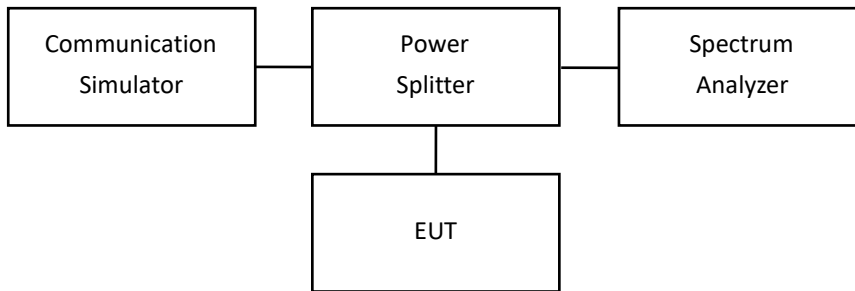 Communication
Simulator
Power
Splitter
Spectrum
Analyzer
EUT